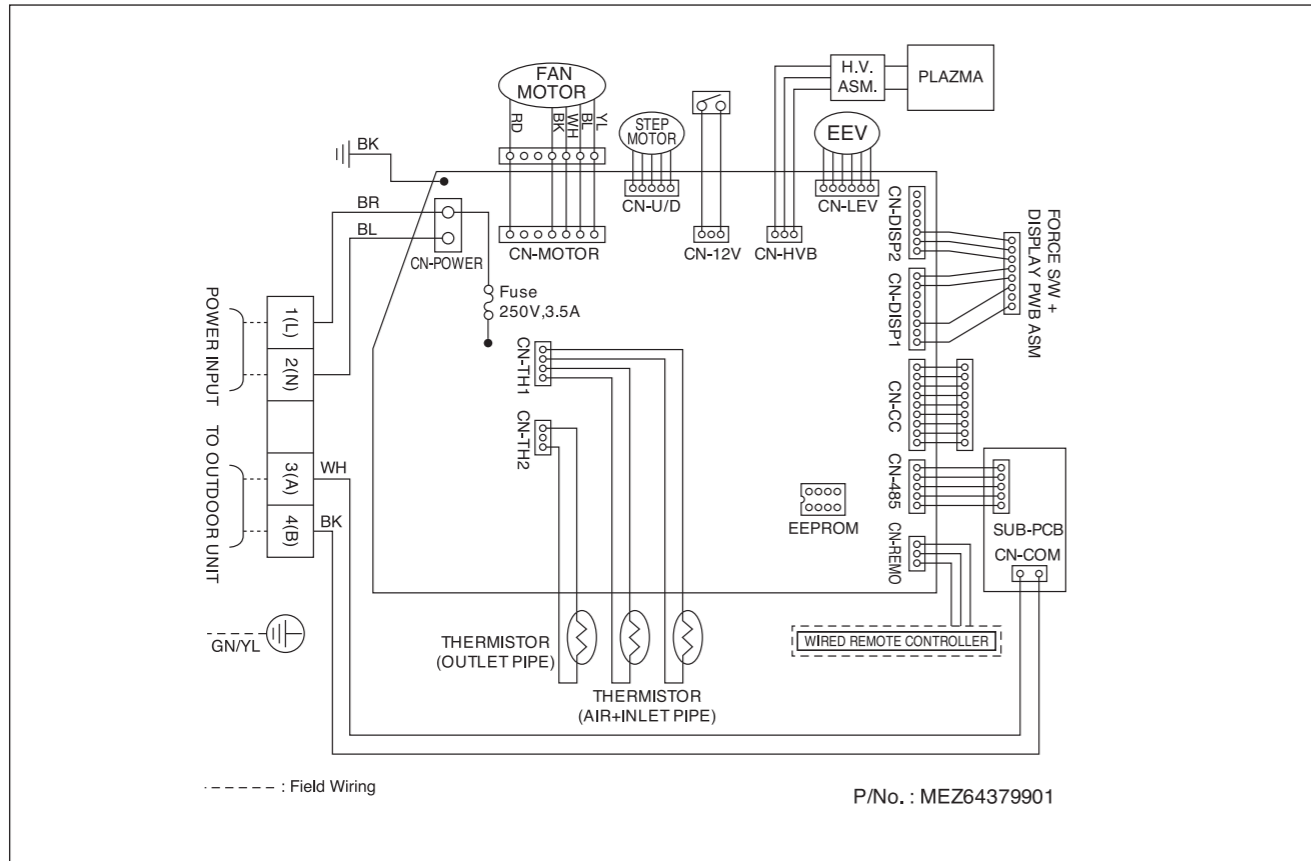 H.V.
ASM.
PLAZMA
FAN
MOTOR
RD
BK
WH
BL
YL
STEP
MOTOR
EEV
BK
CN-U/D
CN-LEV
BR
BL
CN-POWER
CN-MOTOR
CN-12V
CN-HVB
CN-DISP2
FORCE S/W +
DISPLAY PWB ASM
Fuse
250V,3.5A
CN-DISP1
POWER INPUT
1(L)
2(N)
CN-TH1
CN-TH2
CN-CC
TO OUTDOOR UNIT
3(A)
WH
4(B)
BK
CN-485
EEPROM
SUB-PCB
CN-REMO
CN-COM
GN/YL
THERMISTOR
(OUTLET PIPE)
WIRED REMOTE CONTROLLER
THERMISTOR
(AIR+INLET PIPE)
: Field Wiring
P/No. : MEZ64379901